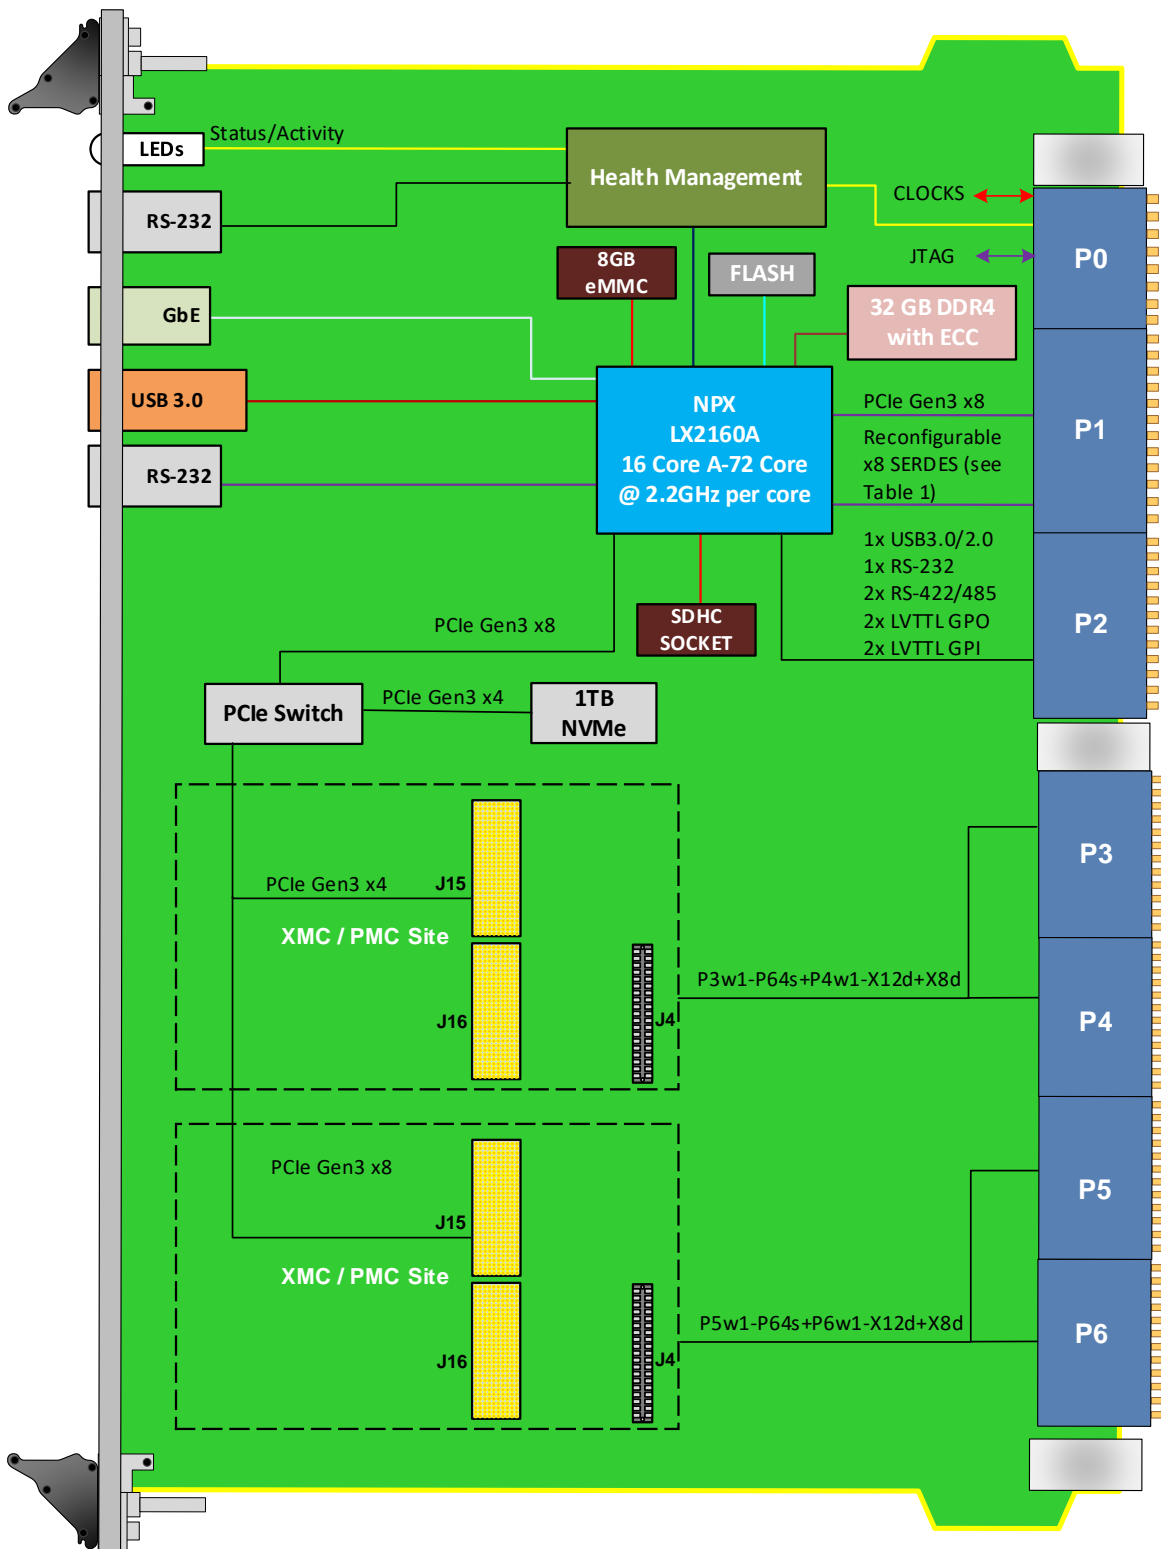 Status/Activity
LEDs
Health Management
RS-232
CLOCKS
P0
JTAG
8GB
eMMC
FLASH
GbE
32 GB DDR4
with ECC
USB 3.0
NPX
LX2160A
16 Core A-72 Core
@ 2.2GHz per core
PCIe Gen3 x8
Reconfigurable
x8 SERDES (see
Table 1)
P1
RS-232
1x USB3.0/2.0
1x RS-232
2x RS-422/485
2x LVTTL GPO
2x LVTTL GPI
P2
SDHC
SOCKET
PCIe Gen3 x8
PCIe Switch
PCIe Gen3 x4
1TB
NVMe
P3
PCIe Gen3 x4
J15
XMC / PMC Site
P3w1-P64s+P4w1-X12d+X8d
J16
J4
P4
PCIe Gen3 x8
J15
P5
XMC / PMC Site
P5w1-P64s+P6w1-X12d+X8d
J16
J4
P6